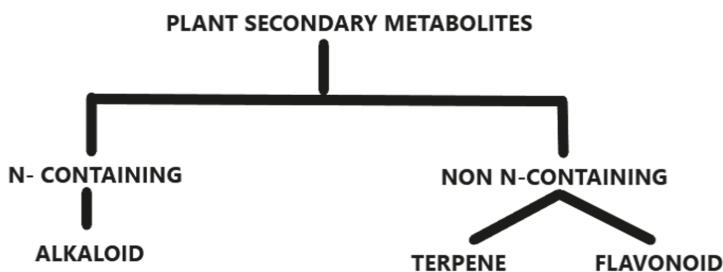 PLANT SECONDARY METABOLITES
N- CONTAINING
NON N-CONTAINING
ALKALOID
TERPENE
FLAVONOID